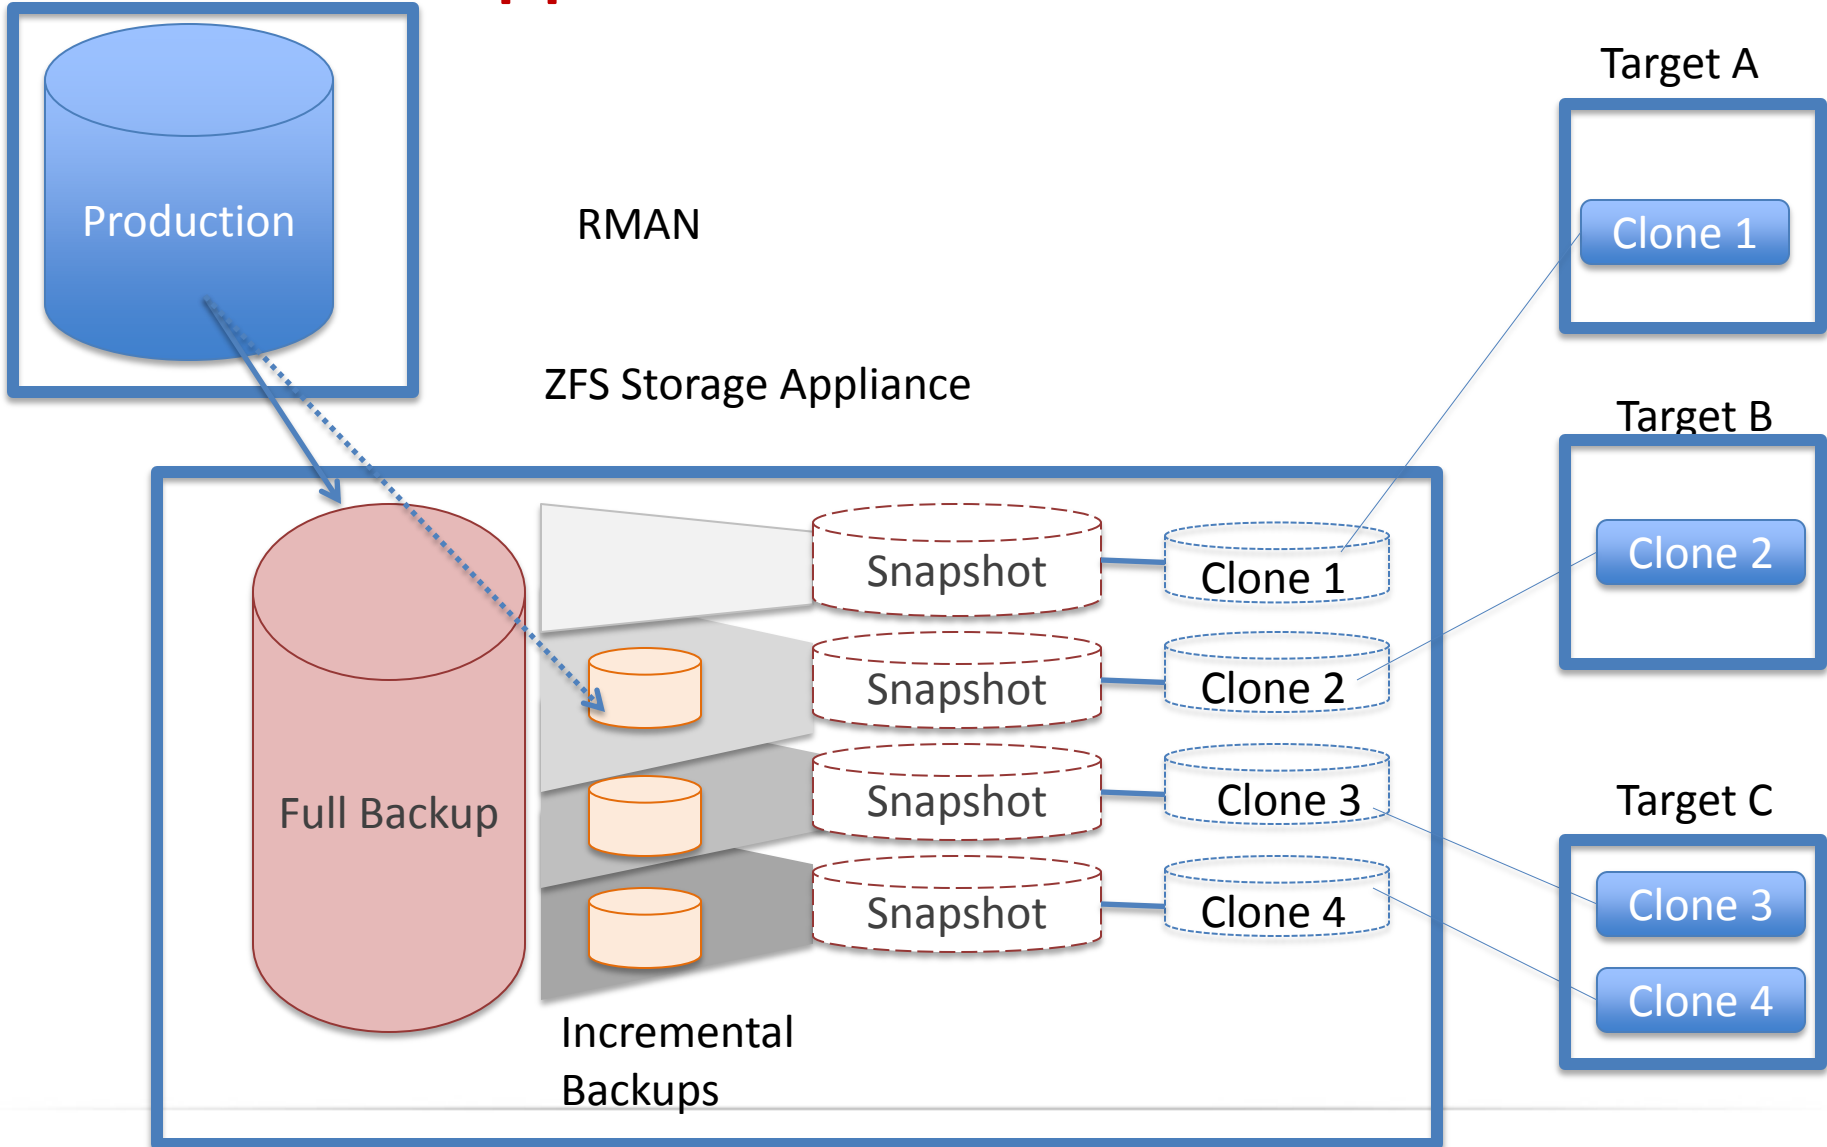 Production
RMAN
ZFS Storage Appliance
Full Backup
Snapshot
Snapshot
Snapshot
Snapshot
Clone 1
Clone 2
Clone 3
Clone 4
Incremental
Backups
Target A
Clone 1
Target B
Clone 2
Target C
Clone 3
Clone 4